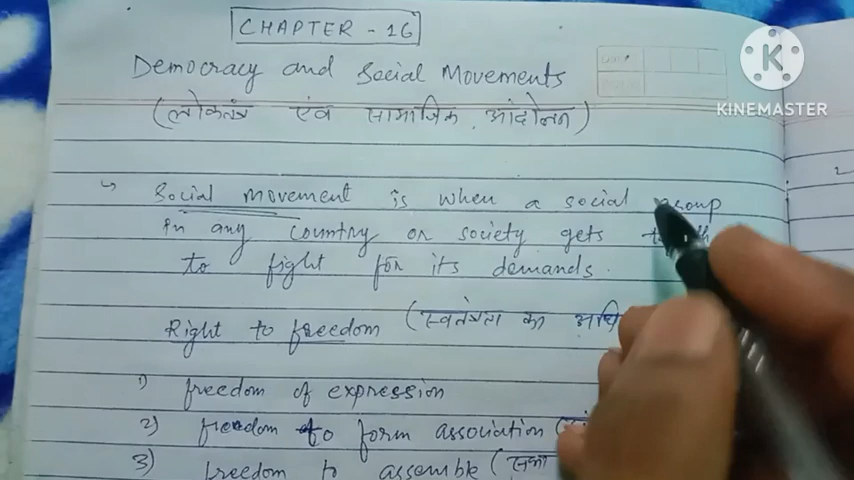 CHAPTER - 16
Democracy and Social Movements
(लोकतंत्र एंव सामाजिक आंदोलन)
KINEMASTER
Social movement is when a social group
in any country or society gets
to fight for its demands.
Right to freedom (स्वतंत्रता का
1) freedom of expression
2) freedom to form association
3) freedom to assemble (सभा
2